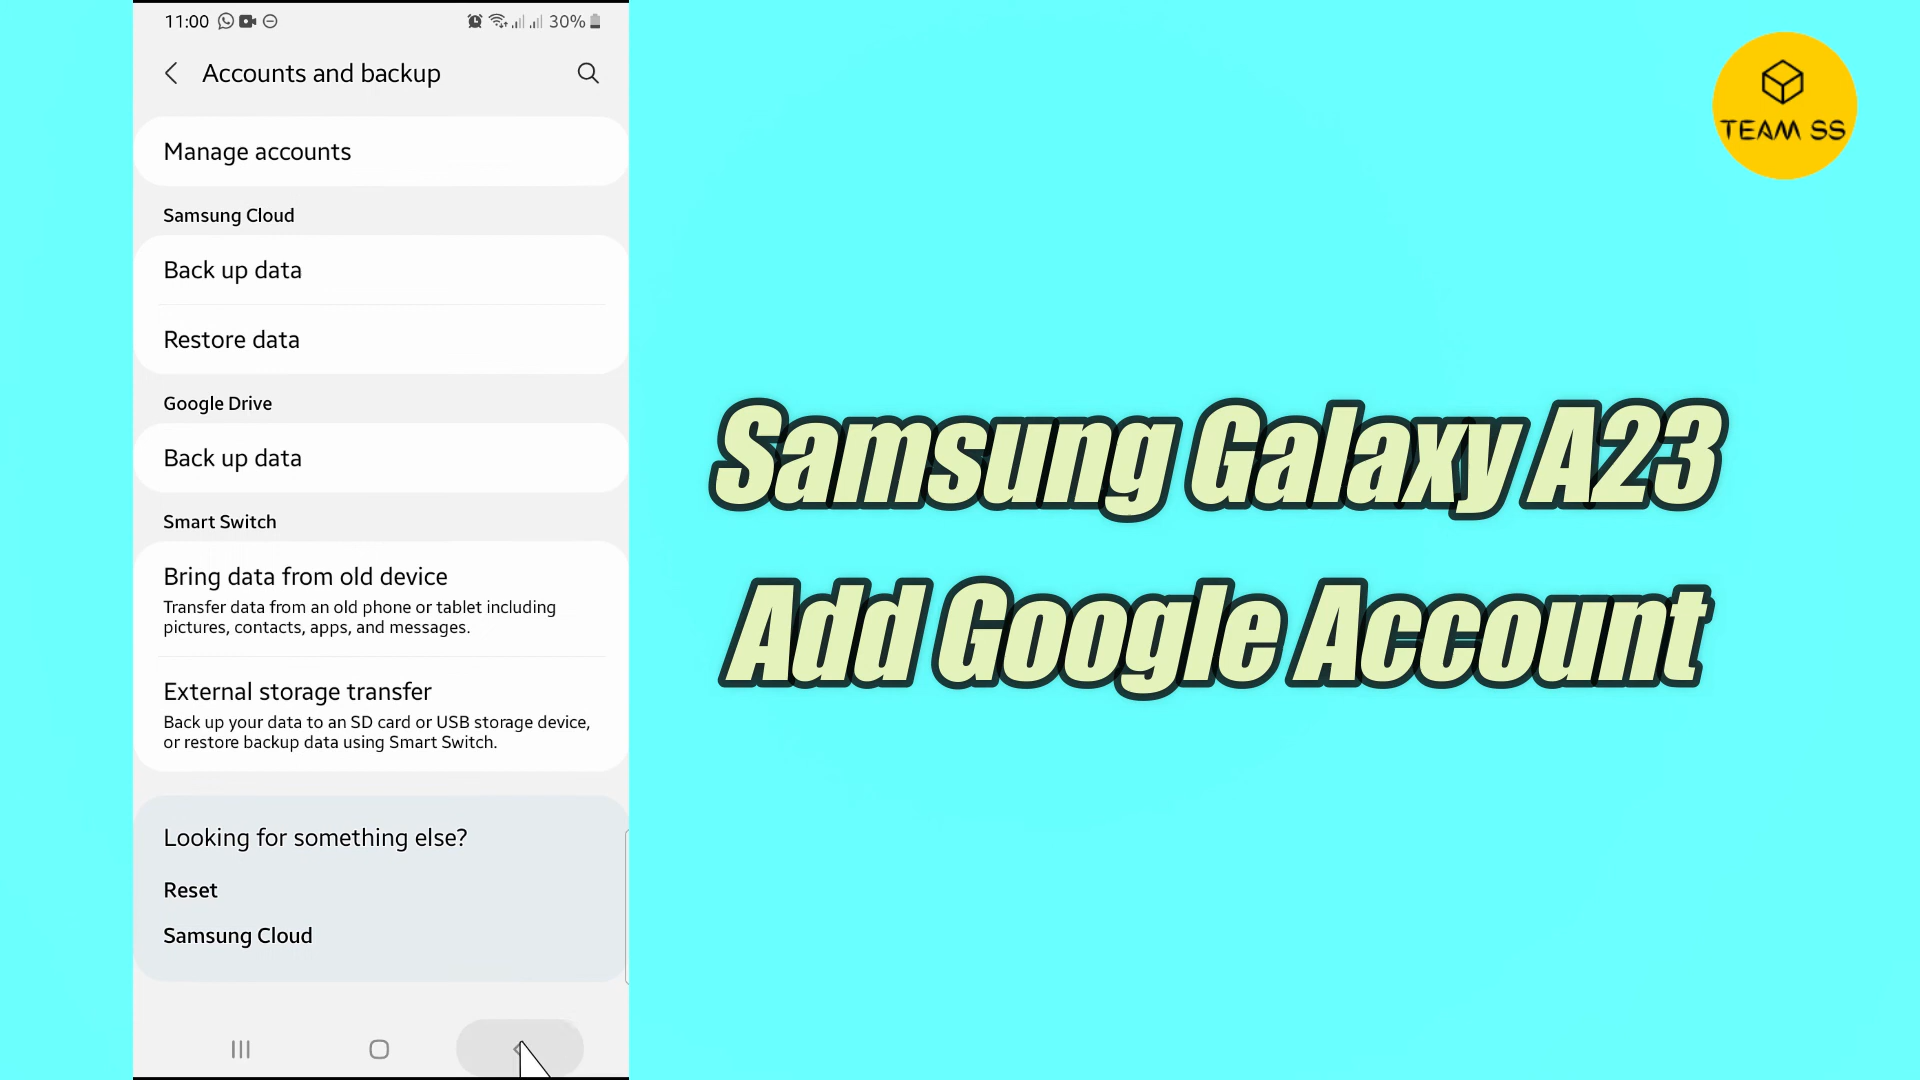 11:00
30%
Accounts and backup
Manage accounts
Samsung Cloud
Back up data
Restore data
Google Drive
Back up data
Smart Switch
Bring data from old device
Transfer data from an old phone or tablet including
pictures, contacts, apps, and messages.
External storage transfer
Back up your data to an SD card or USB storage device,
or restore backup data using Smart Switch.
Looking for something else?
Reset
Samsung Cloud
TEAM SS
Samsung Galaxy A23
Add Google Account